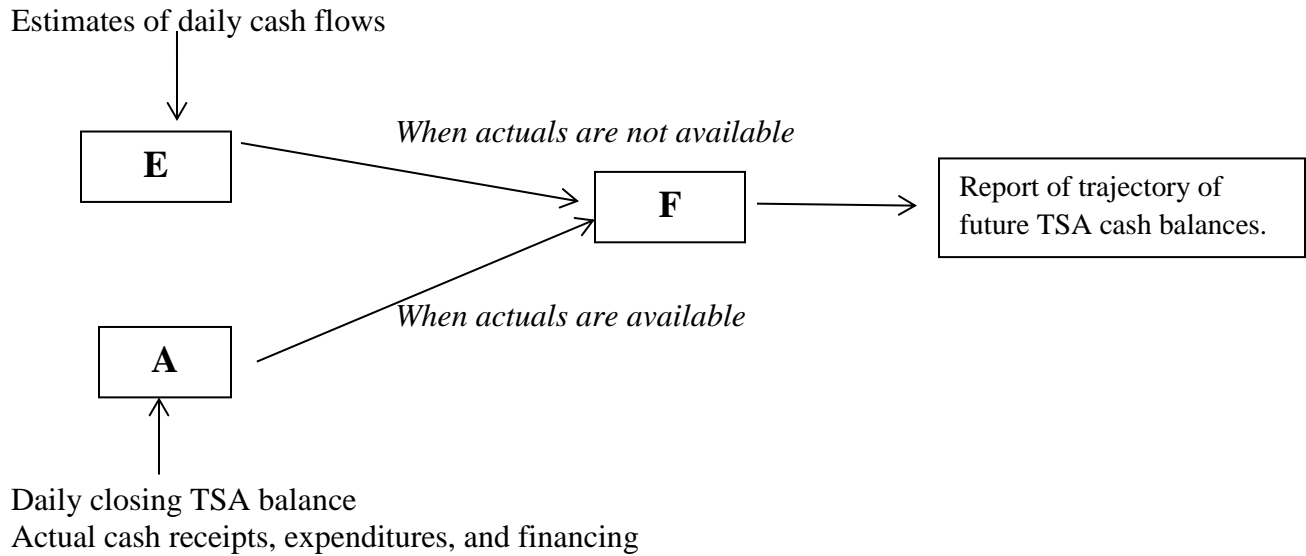 Estimates of daily cash flows
When actuals are not available
E
F
Report of trajectory of
future TSA cash balances.
When actuals are available
A
Daily closing TSA balance
Actual cash receipts, expenditures, and financing